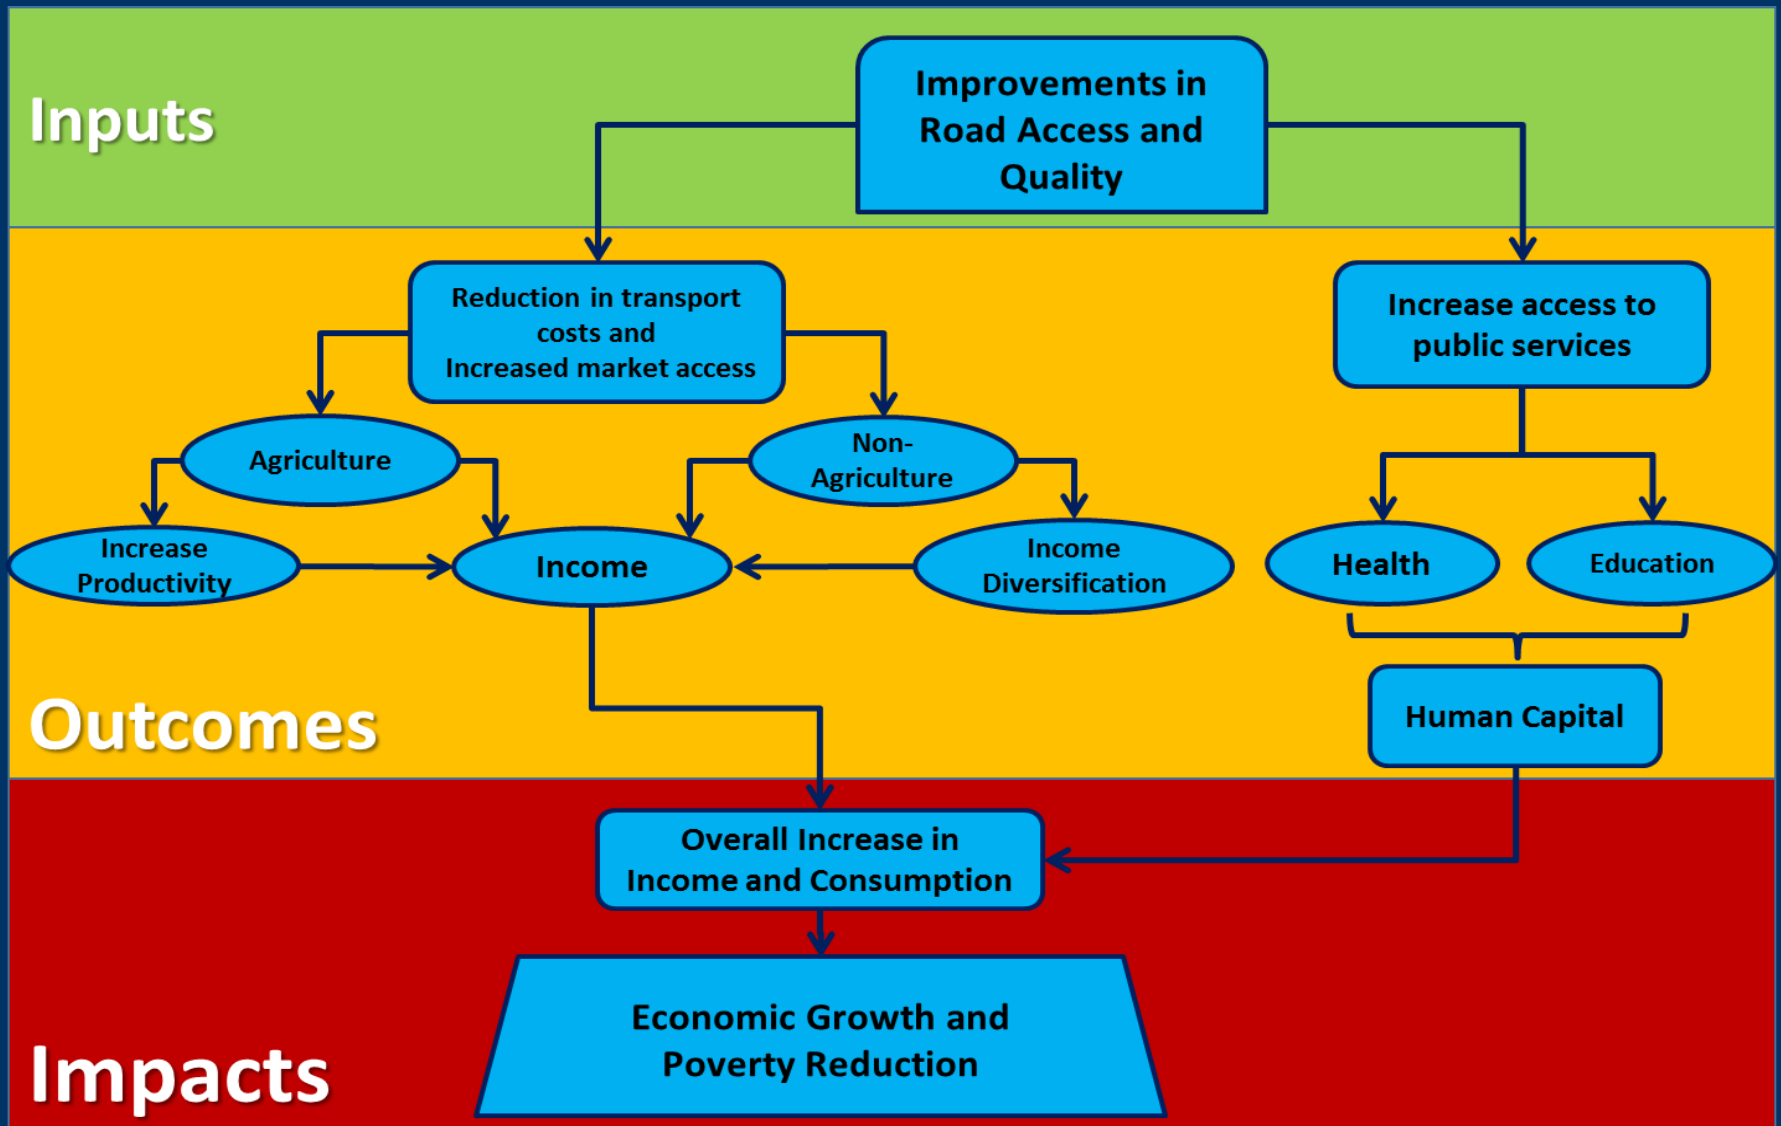 Inputs
Improvements in
Road Access and
Quality
Reduction in transport
costs and
Increased market access
Increase access to
public services
Agriculture
Non-
Agriculture
Increase
Productivity
Income
Income
Diversification
Health
Education
Outcomes
Human Capital
Overall Increase in
Income and Consumption
Economic Growth and
Poverty Reduction
Impacts